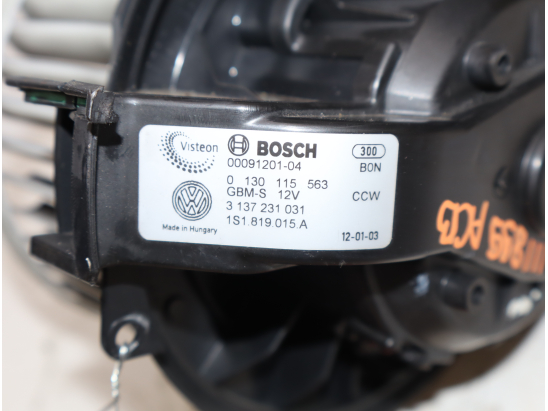 Visteon BOSCH 300
00091201-04 BON
0 130 115 563
GBM-S 12V CCW
3 137 231 031
1S1.819.015.A
Made in Hungary 12-01-03